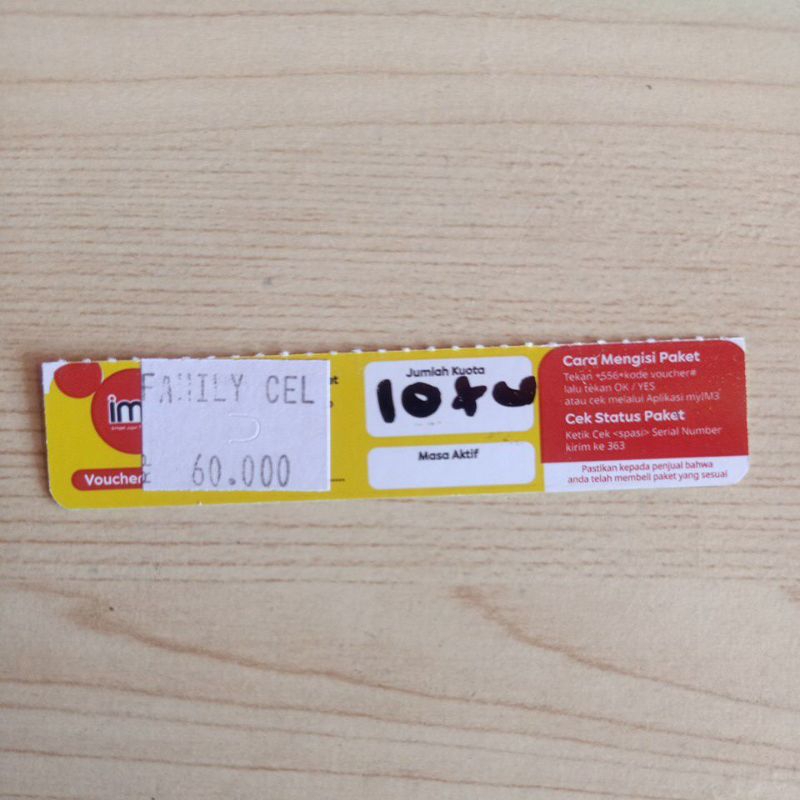 im
Voucher
FAMILY CEL
RP
60.000
et
Jumlah Kuota
10+u
Masa Aktif
Cara Mengisi Paket
Tekan *556*kode voucher#
lalu tekan OK / YES
atau cek melalui Aplikasi myIM3
Cek Status Paket
Ketik Cek <spasi> Serial Number
kirim ke 363
Pastikan kepada penjual bahwa
anda telah membeli paket yang sesuai